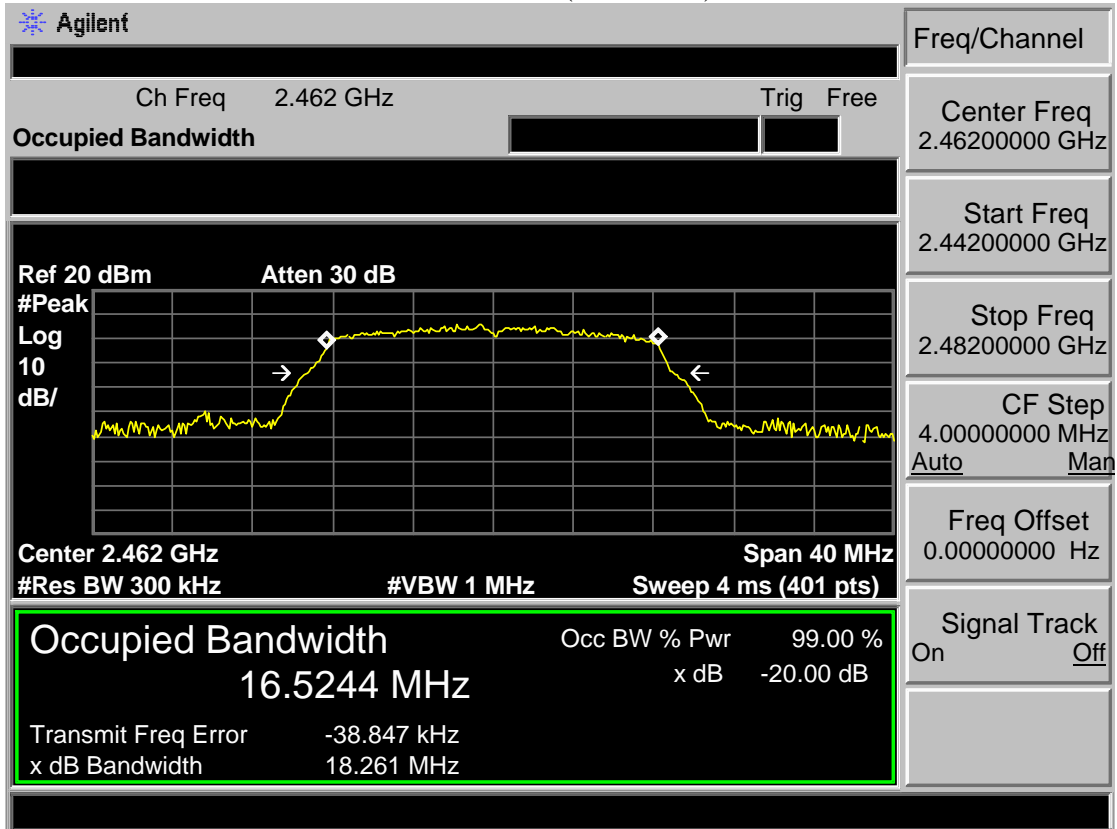 Agilent
Freq/Channel
Ch Freq 2.462 GHz Trig Free
Occupied Bandwidth
Center Freq
2.46200000 GHz
Start Freq
2.44200000 GHz
Stop Freq
2.48200000 GHz
CF Step
4.00000000 MHz
Auto Man
Freq Offset
0.00000000 Hz
Signal Track
On Off
Ref 20 dBm Atten 30 dB
#Peak
Log
10
dB/
Center 2.462 GHz Span 40 MHz
#Res BW 300 kHz #VBW 1 MHz Sweep 4 ms (401 pts)
Occupied Bandwidth Occ BW % Pwr 99.00 %
16.5244 MHz x dB -20.00 dB
Transmit Freq Error -38.847 kHz
x dB Bandwidth 18.261 MHz